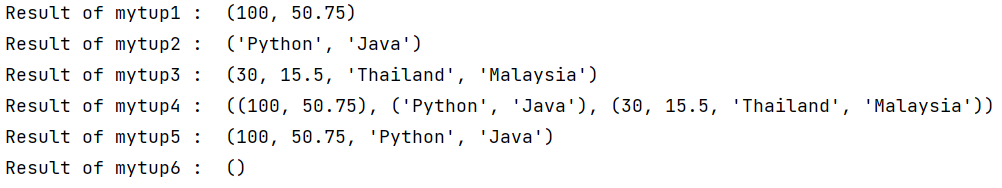 Result of mytup1 :  (100, 50.75)
Result of mytup2 :  ('Python', 'Java')
Result of mytup3 :  (30, 15.5, 'Thailand', 'Malaysia')
Result of mytup4 :  ((100, 50.75), ('Python', 'Java'), (30, 15.5, 'Thailand', 'Malaysia'))
Result of mytup5 :  (100, 50.75, 'Python', 'Java')
Result of mytup6 :  ()